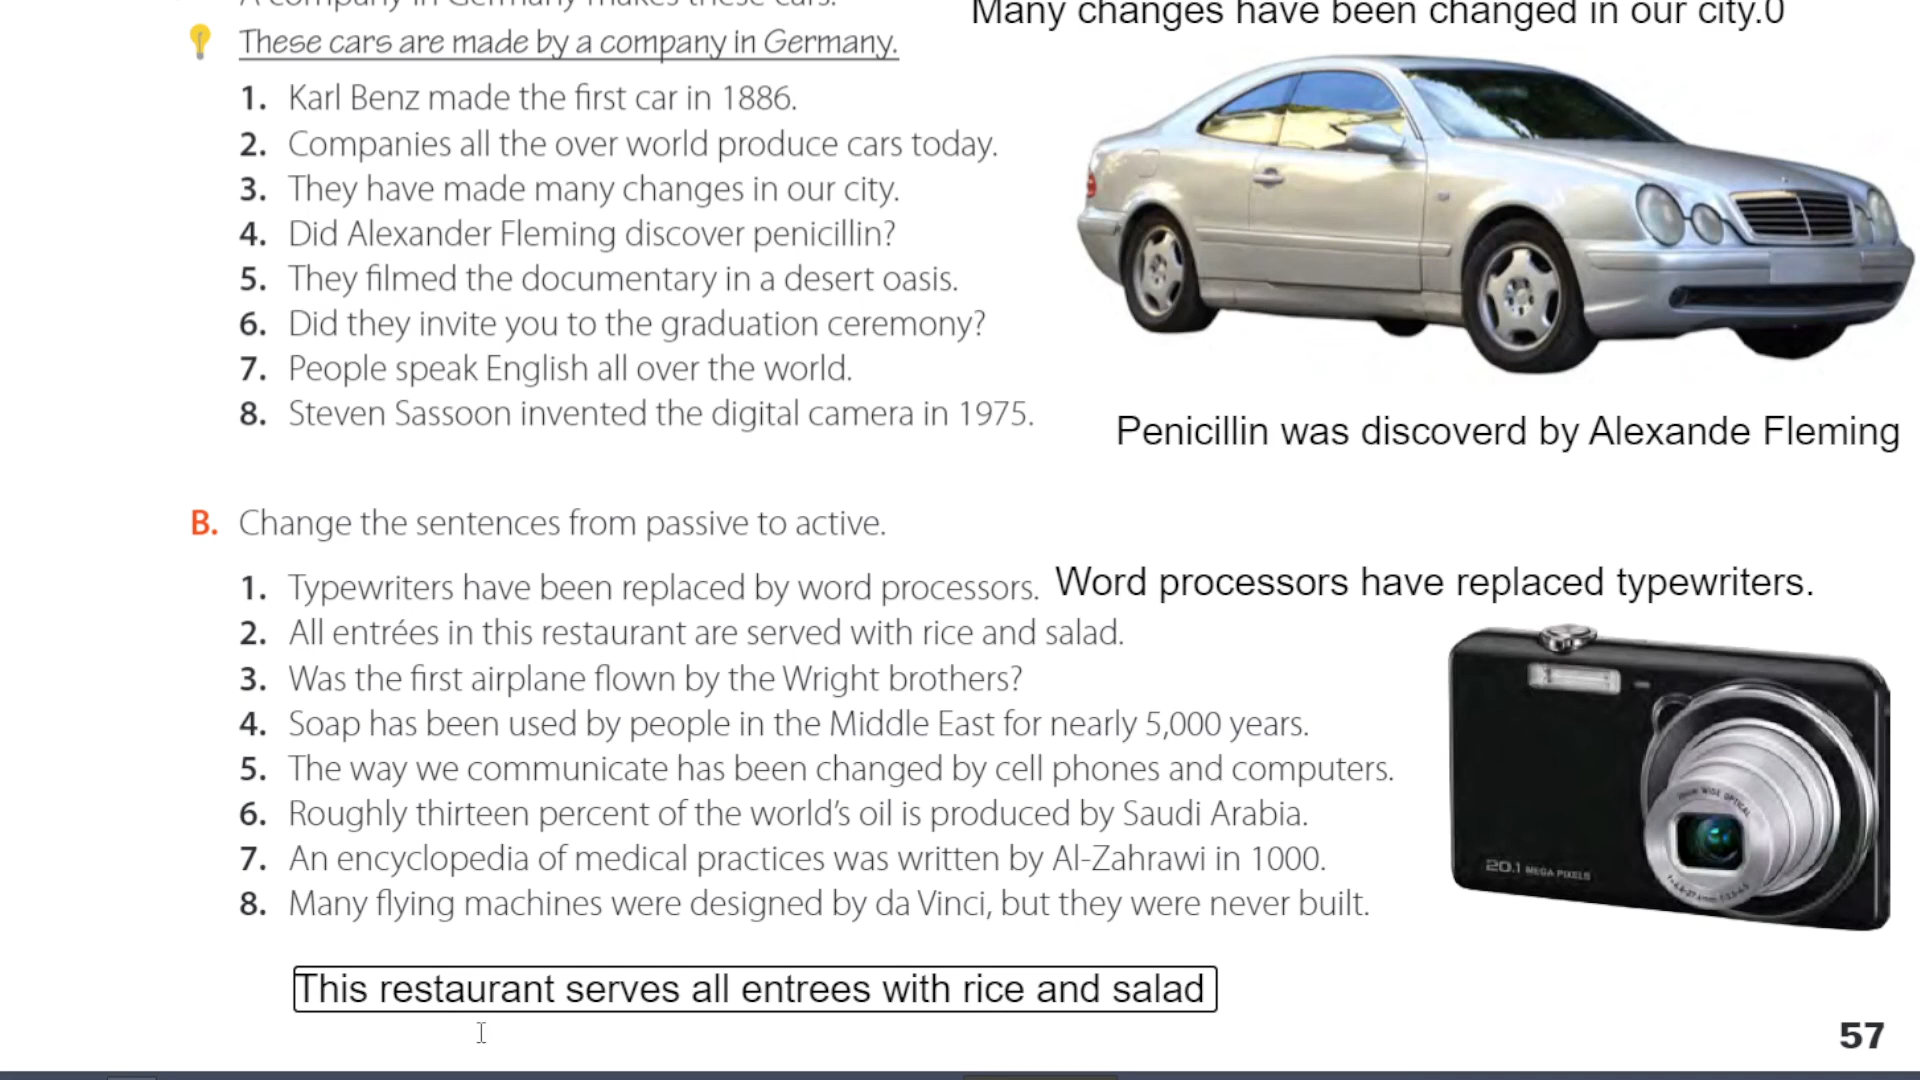 A company in Germany makes these cars.
Many changes have been changed in our city.0
These cars are made by a company in Germany.
1. Karl Benz made the first car in 1886.
2. Companies all the over world produce cars today.
3. They have made many changes in our city.
4. Did Alexander Fleming discover penicillin?
5. They filmed the documentary in a desert oasis.
6. Did they invite you to the graduation ceremony?
7. People speak English all over the world.
8. Steven Sassoon invented the digital camera in 1975.
Penicillin was discoverd by Alexande Fleming
B. Change the sentences from passive to active.
1. Typewriters have been replaced by word processors. Word processors have replaced typewriters.
2. All entrées in this restaurant are served with rice and salad.
3. Was the first airplane flown by the Wright brothers?
4. Soap has been used by people in the Middle East for nearly 5,000 years.
5. The way we communicate has been changed by cell phones and computers.
6. Roughly thirteen percent of the world's oil is produced by Saudi Arabia.
7. An encyclopedia of medical practices was written by Al-Zahrawi in 1000.
8. Many flying machines were designed by da Vinci, but they were never built.
20.1 MEGA PIXELS
This restaurant serves all entrees with rice and salad
57